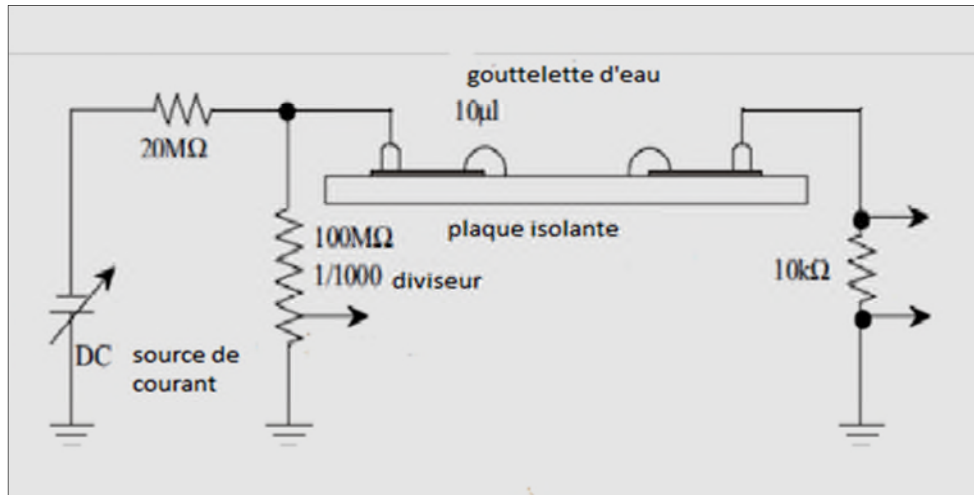 gouttelette d'eau
10µl
20MΩ
plaque isolante
100MΩ
1/1000 diviseur
10kΩ
DC source de
courant